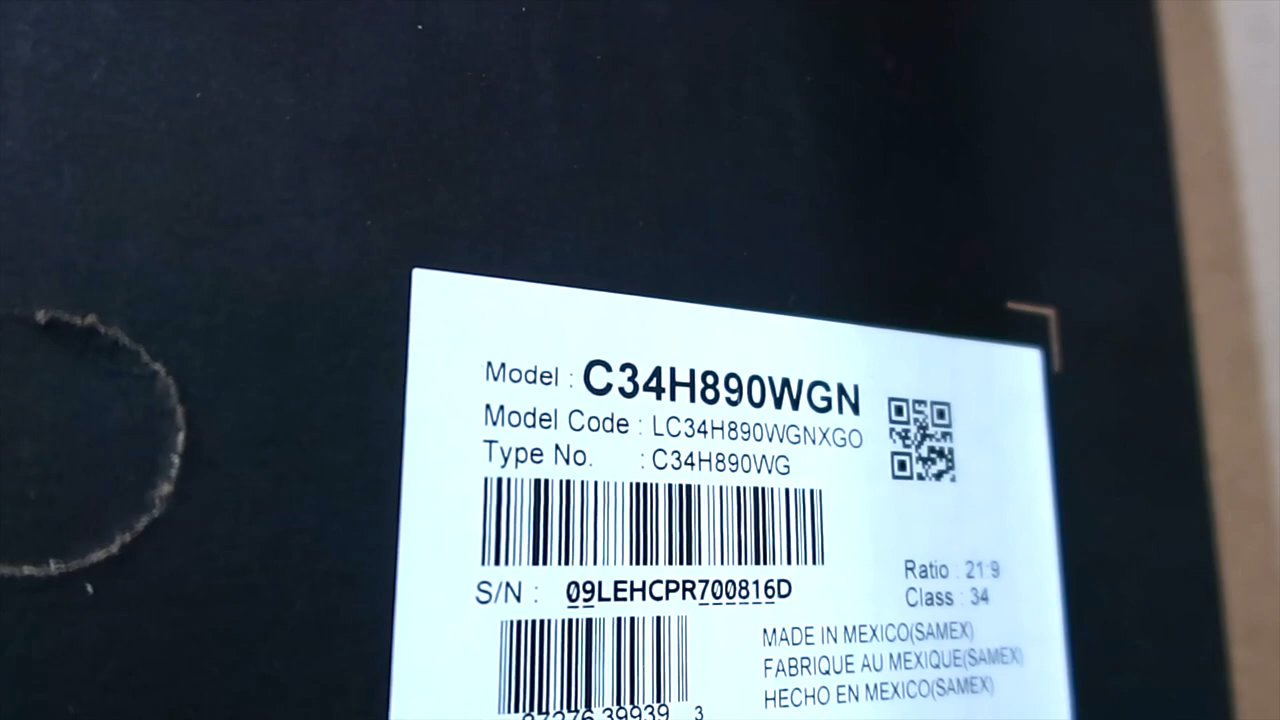 Model : C34H890WGN
Model Code : LC34H890WGNXGO
Type No. : C34H890WG
S/N : 09LEHCPR700816D
Ratio : 21:9
Class : 34
MADE IN MEXICO(SAMEX)
FABRIQUE AU MEXIQUE(SAMEX)
HECHO EN MEXICO(SAMEX)